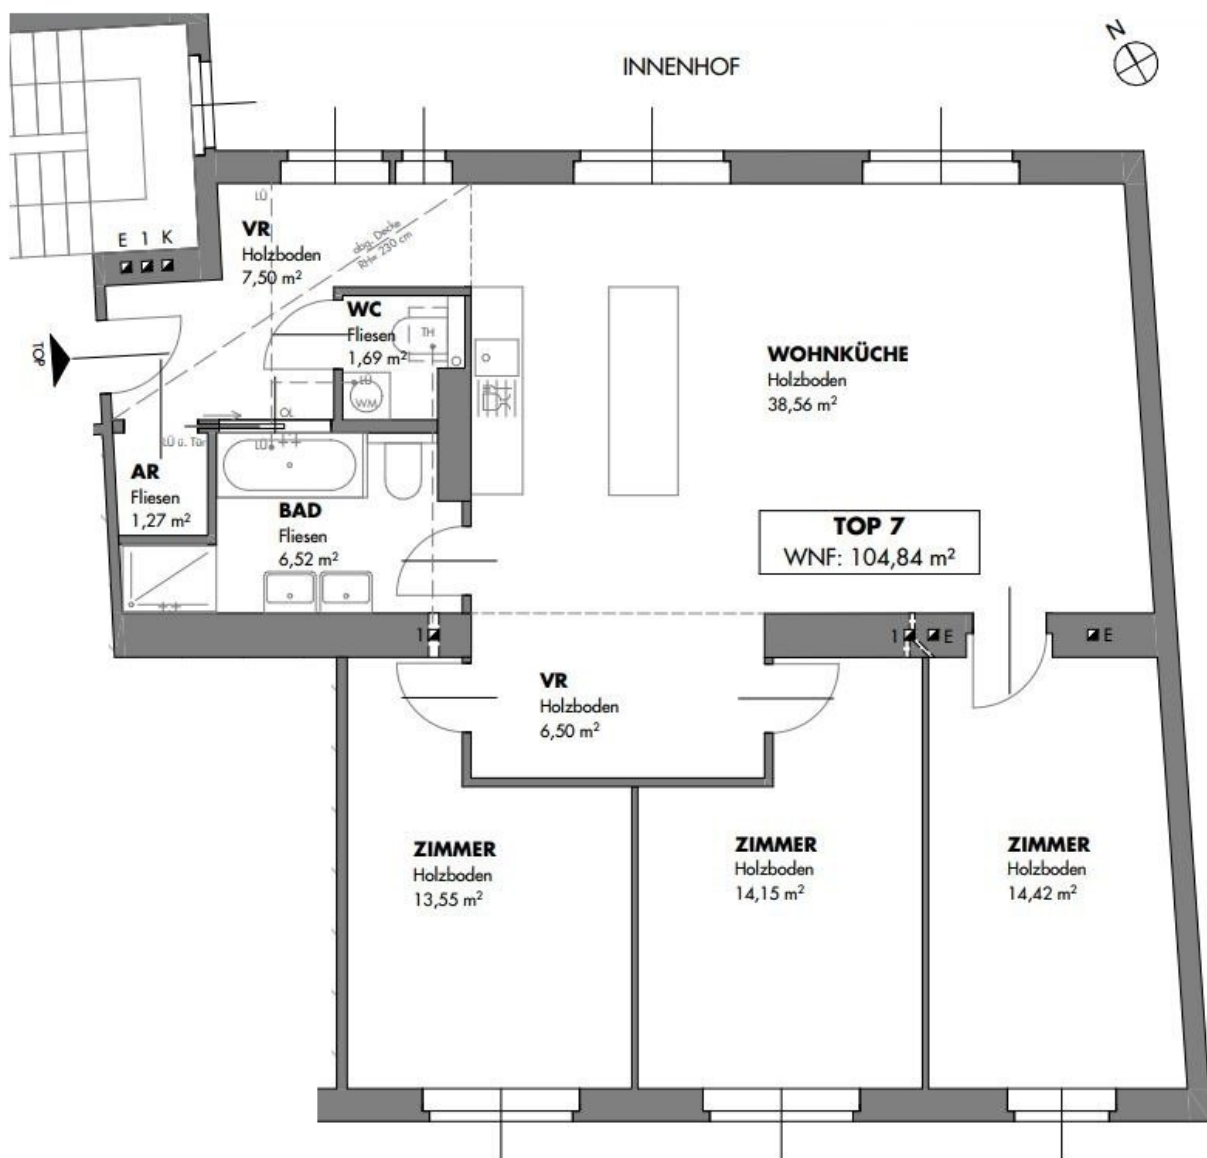 INNENHOF
N
LÜ
VR
Holzboden
7,50 m²
abg. Decke
RH= 230 cm
E 1 K
TOP
WC
Fliesen
1,69 m²
TH
LÜ
WM
WOHNKÜCHE
Holzboden
38,56 m²
OL
LÜ ü. Tür
LÜ
AR
Fliesen
1,27 m²
BAD
Fliesen
6,52 m²
TOP 7
WNF: 104,84 m²
1
1
E
E
VR
Holzboden
6,50 m²
ZIMMER
Holzboden
13,55 m²
ZIMMER
Holzboden
14,15 m²
ZIMMER
Holzboden
14,42 m²